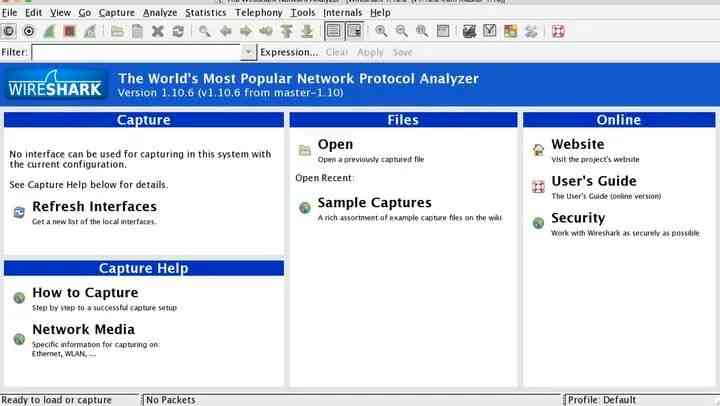 File Edit View Go Capture Analyze Statistics Telephony Tools Internals Help
Filter: Expression... Clear Apply Save
WIRESHARK
The World's Most Popular Network Protocol Analyzer
Version 1.10.6 (v1.10.6 from master-1.10)
Capture
No interface can be used for capturing in this system with
the current configuration.
See Capture Help below for details.
Refresh Interfaces
Get a new list of the local interfaces.
Capture Help
How to Capture
Step by step to a successful capture setup
Network Media
Specific information for capturing on:
Ethernet, WLAN, ...
Files
Open
Open a previously captured file
Open Recent:
Sample Captures
A rich assortment of example capture files on the wiki
Online
Website
Visit the project's website
User's Guide
The User's Guide (online version)
Security
Work with Wireshark as securely as possible
Ready to load or capture
No Packets
Profile: Default